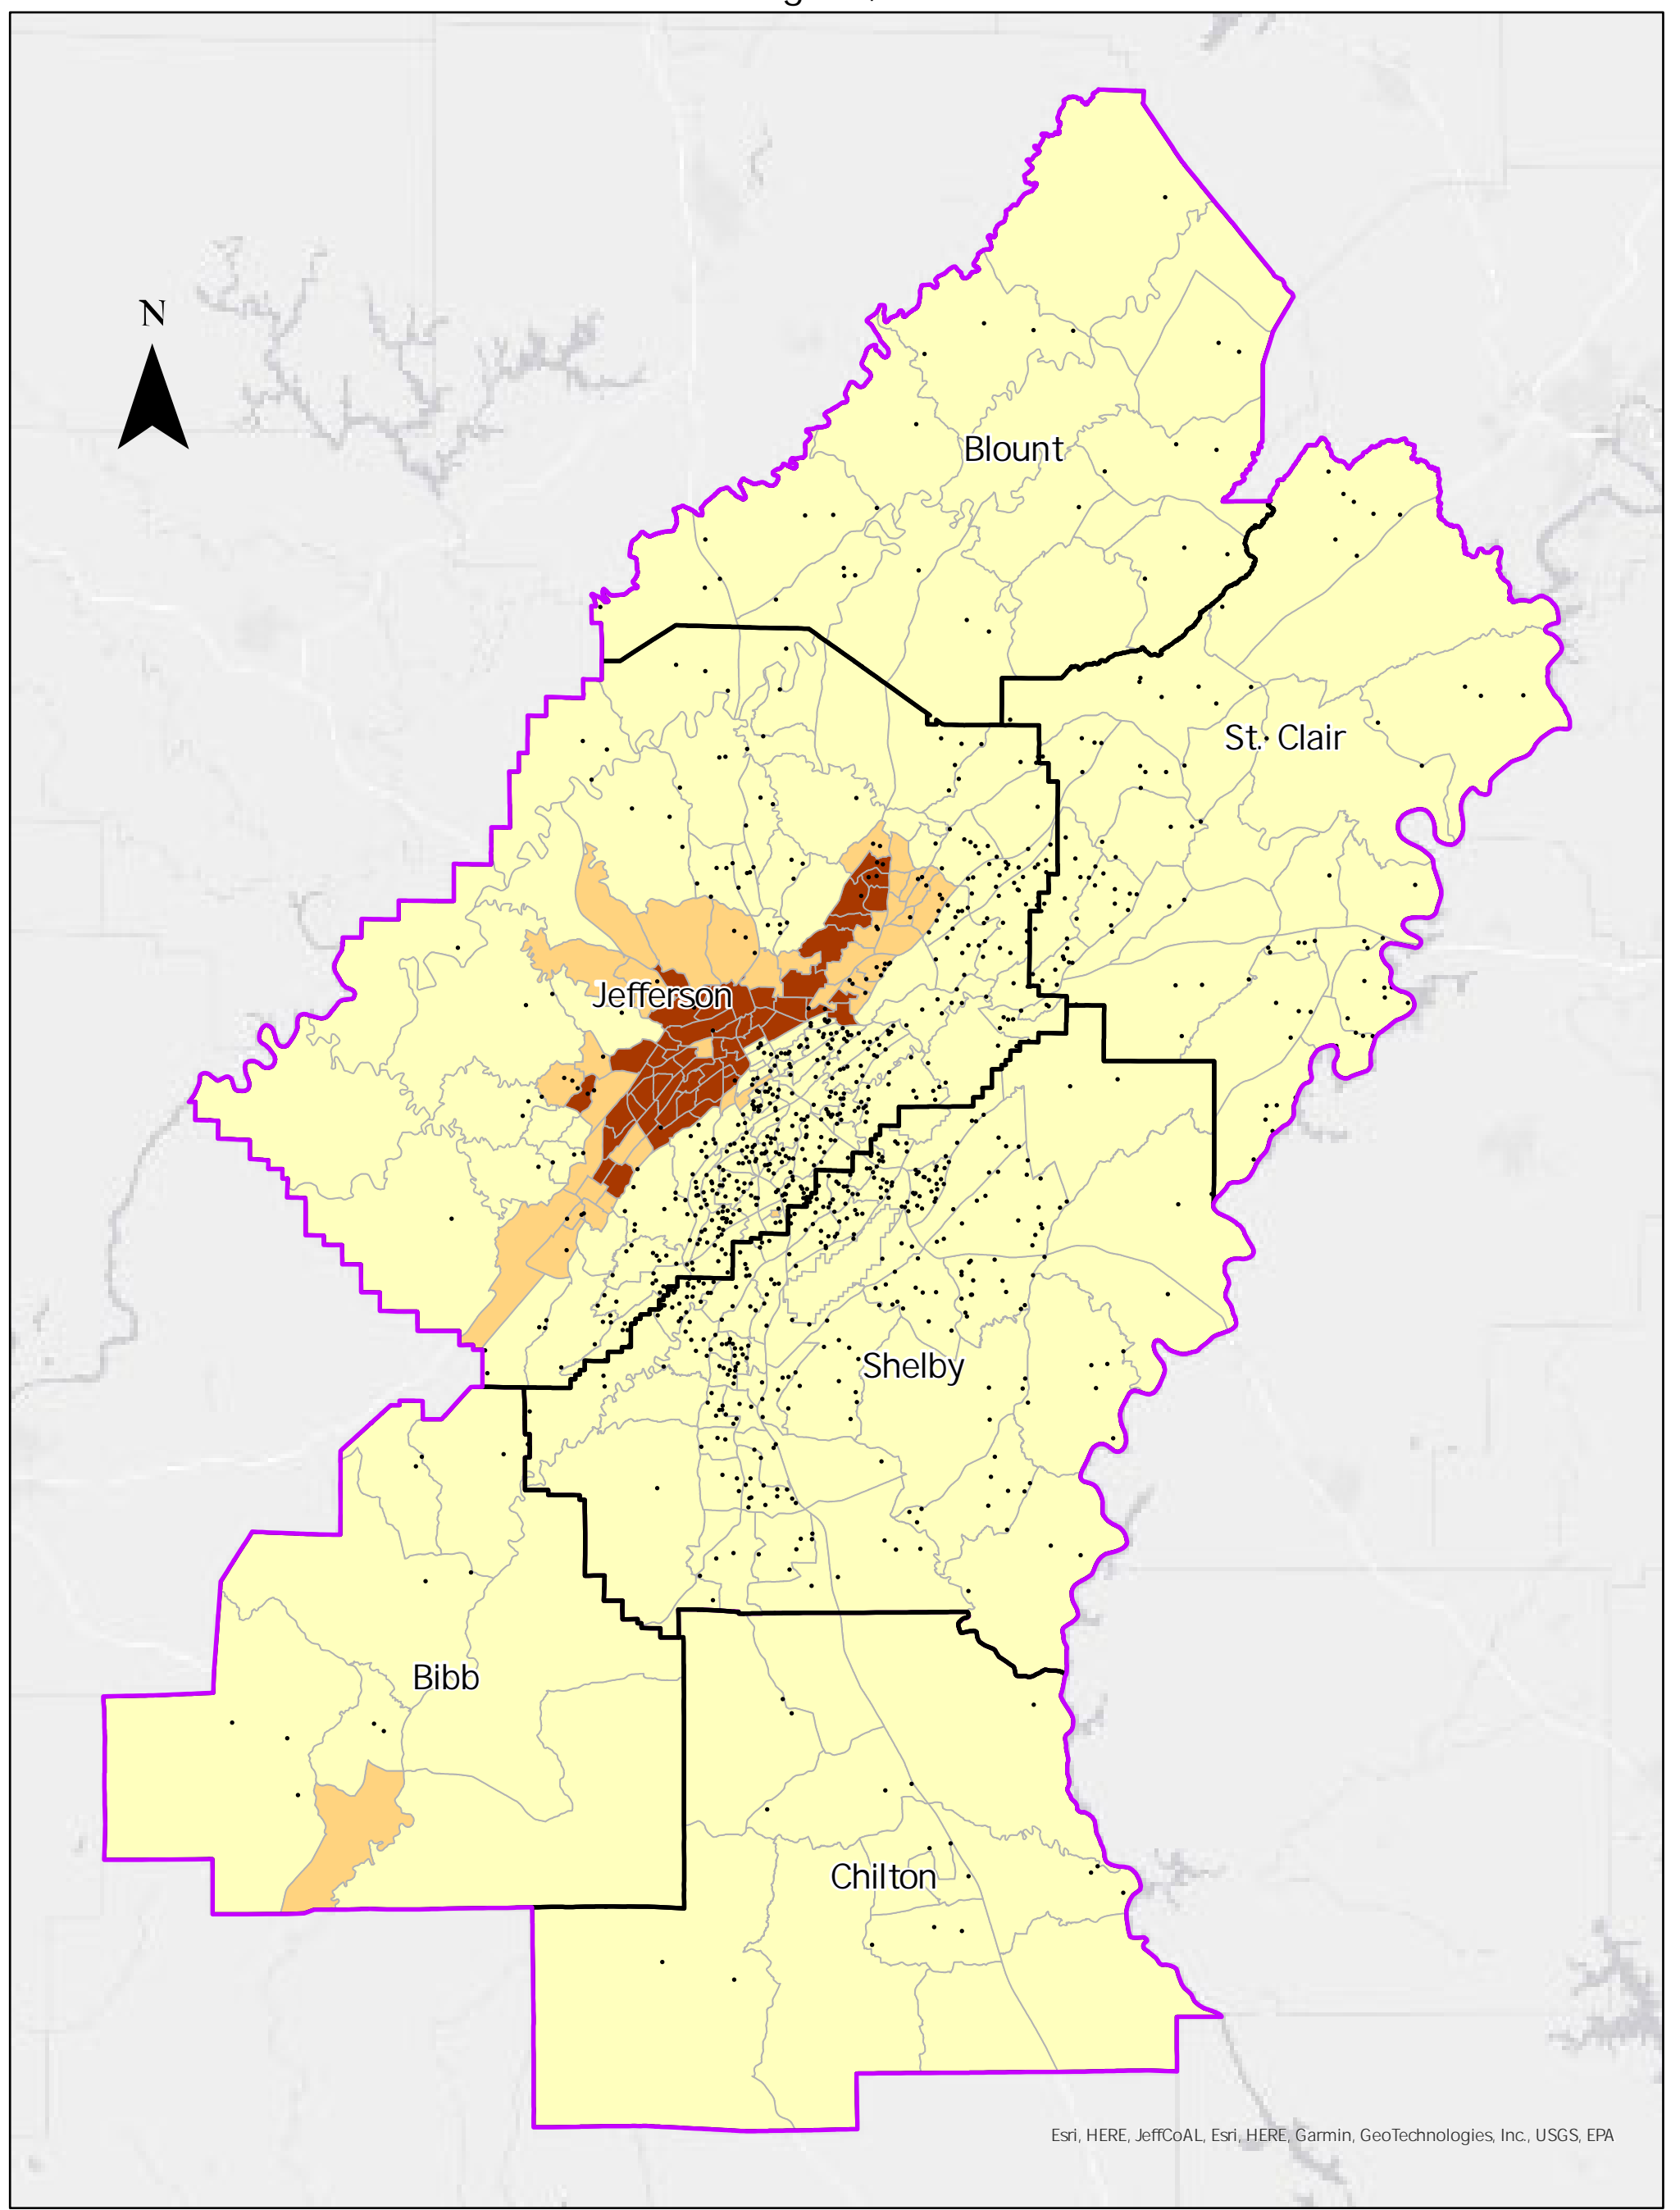 N
Blount
St. Clair
Jefferson
Shelby
Bibb
Chilton
Esri, HERE, JeffCoAL, Esri, HERE, Garmin, GeoTechnologies, Inc., USGS, EPA